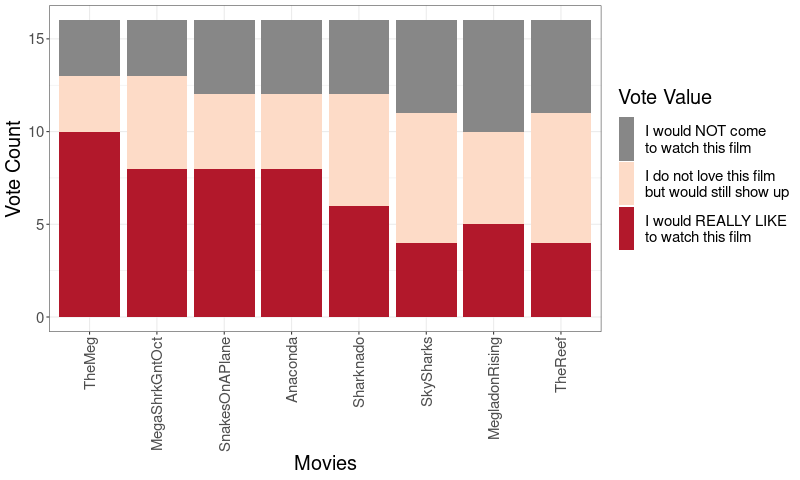 15
10
5
0
Vote Count
TheMeg
MegaShrkGntOct
SnakesOnAPlane
Anaconda
Sharknado
SkySharks
MegladonRising
TheReef
Movies
Vote Value
I would NOT come
to watch this film
I do not love this film
but would still show up
I would REALLY LIKE
to watch this film